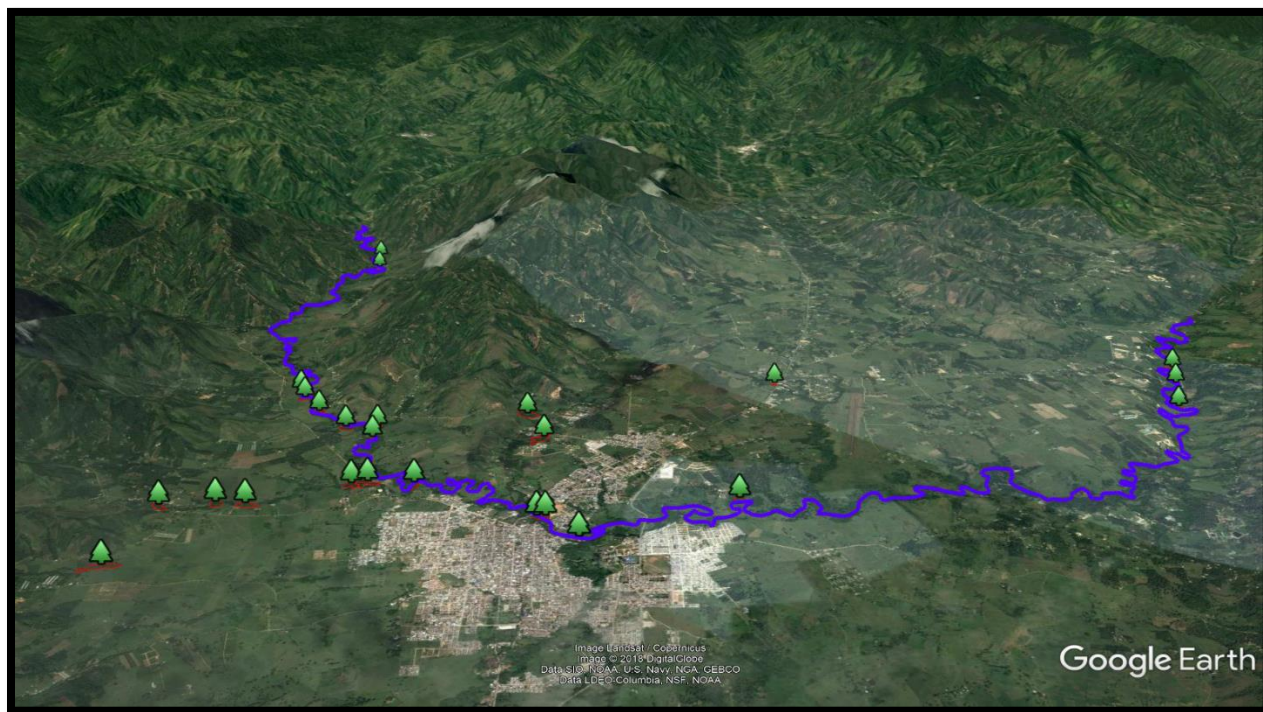 Image Landsat / Copernicus
Image © 2018 DigitalGlobe
Data SIO, NOAA, U.S. Navy, NGA, GEBCO
Data LDEO-Columbia, NSF, NOAA
Google Earth